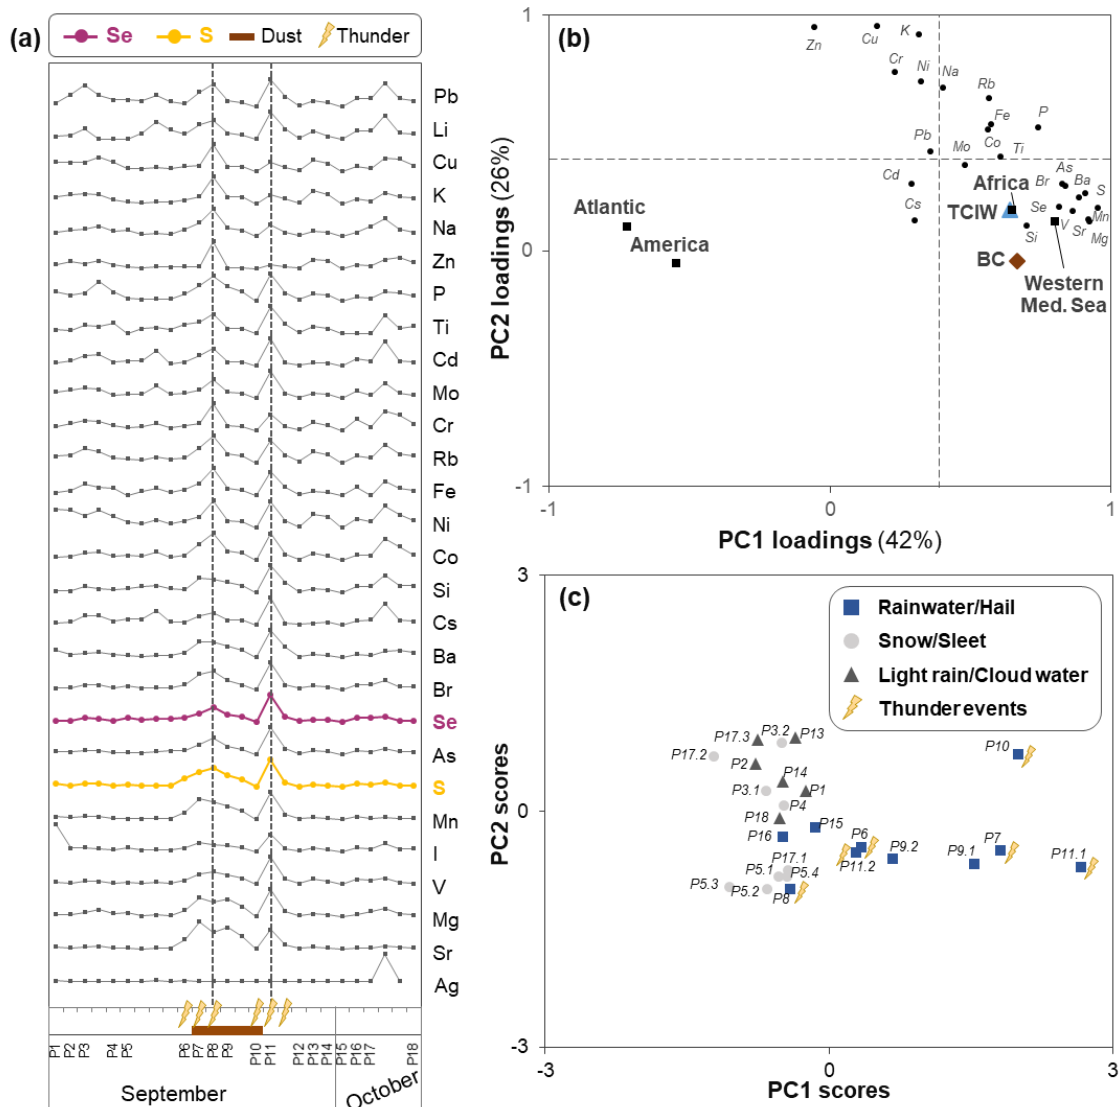 (a)
Se
S
Dust
Thunder
Pb
Li
Cu
K
Na
Zn
P
Ti
Cd
Mo
Cr
Rb
Fe
Ni
Co
Si
Cs
Ba
Br
Se
As
S
Mn
I
V
Mg
Sr
Ag
P1 P2 P3 P4 P5 P6 P7 P8 P9 P10 P11 P12 P13 P14 P15 P16 P17 P18
September October
(b)
PC2 loadings (26%)
1
0
-1
-1 0 1
PC1 loadings (42%)
Zn Cu K
Cr Ni Na
Rb
Fe P
Pb Mo Co Ti
Cd As
Br Ba S
Africa
Cs Se
TCIW
Mn
Si V Sr Mg
Atlantic
America
BC
Western
Med. Sea
(c)
PC2 scores
3
0
-3
-3 0 3
PC1 scores
Rainwater/Hail
Snow/Sleet
Light rain/Cloud water
Thunder events
P17.3 P3.2 P13
P17.2
P10
P2 P14
P3.1 P1
P4
P18 P15
P16 P6
P9.2 P7
P17.1 P11.2 P9.1 P11.1
P5.1 P5.4
P5.3 P5.2 P8